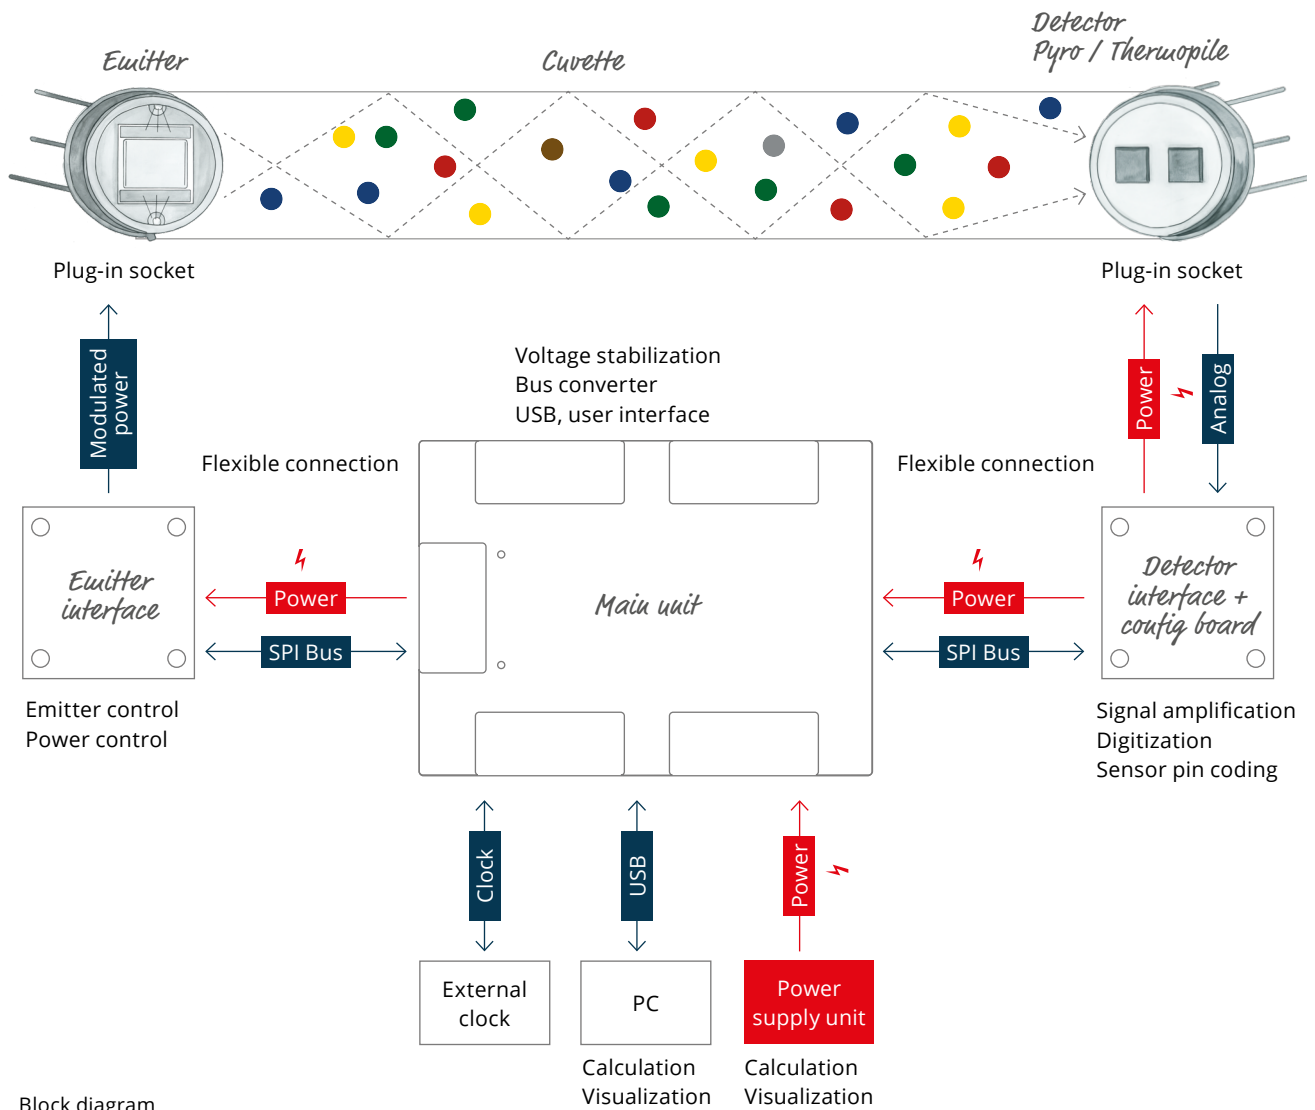 Emitter
Cuvette
Detector
Pyro / Thermopile
Plug-in socket
Plug-in socket
Modulated
power
Voltage stabilization
Bus converter
USB, user interface
Power
Analog
Flexible connection
Flexible connection
Emitter
interface
Power
SPI Bus
Main unit
Power
SPI Bus
Detector
interface +
config board
Emitter control
Power control
Signal amplification
Digitization
Sensor pin coding
Clock
USB
Power
External
clock
PC
Power
supply unit
Calculation
Visualization
Calculation
Visualization
Block diagram